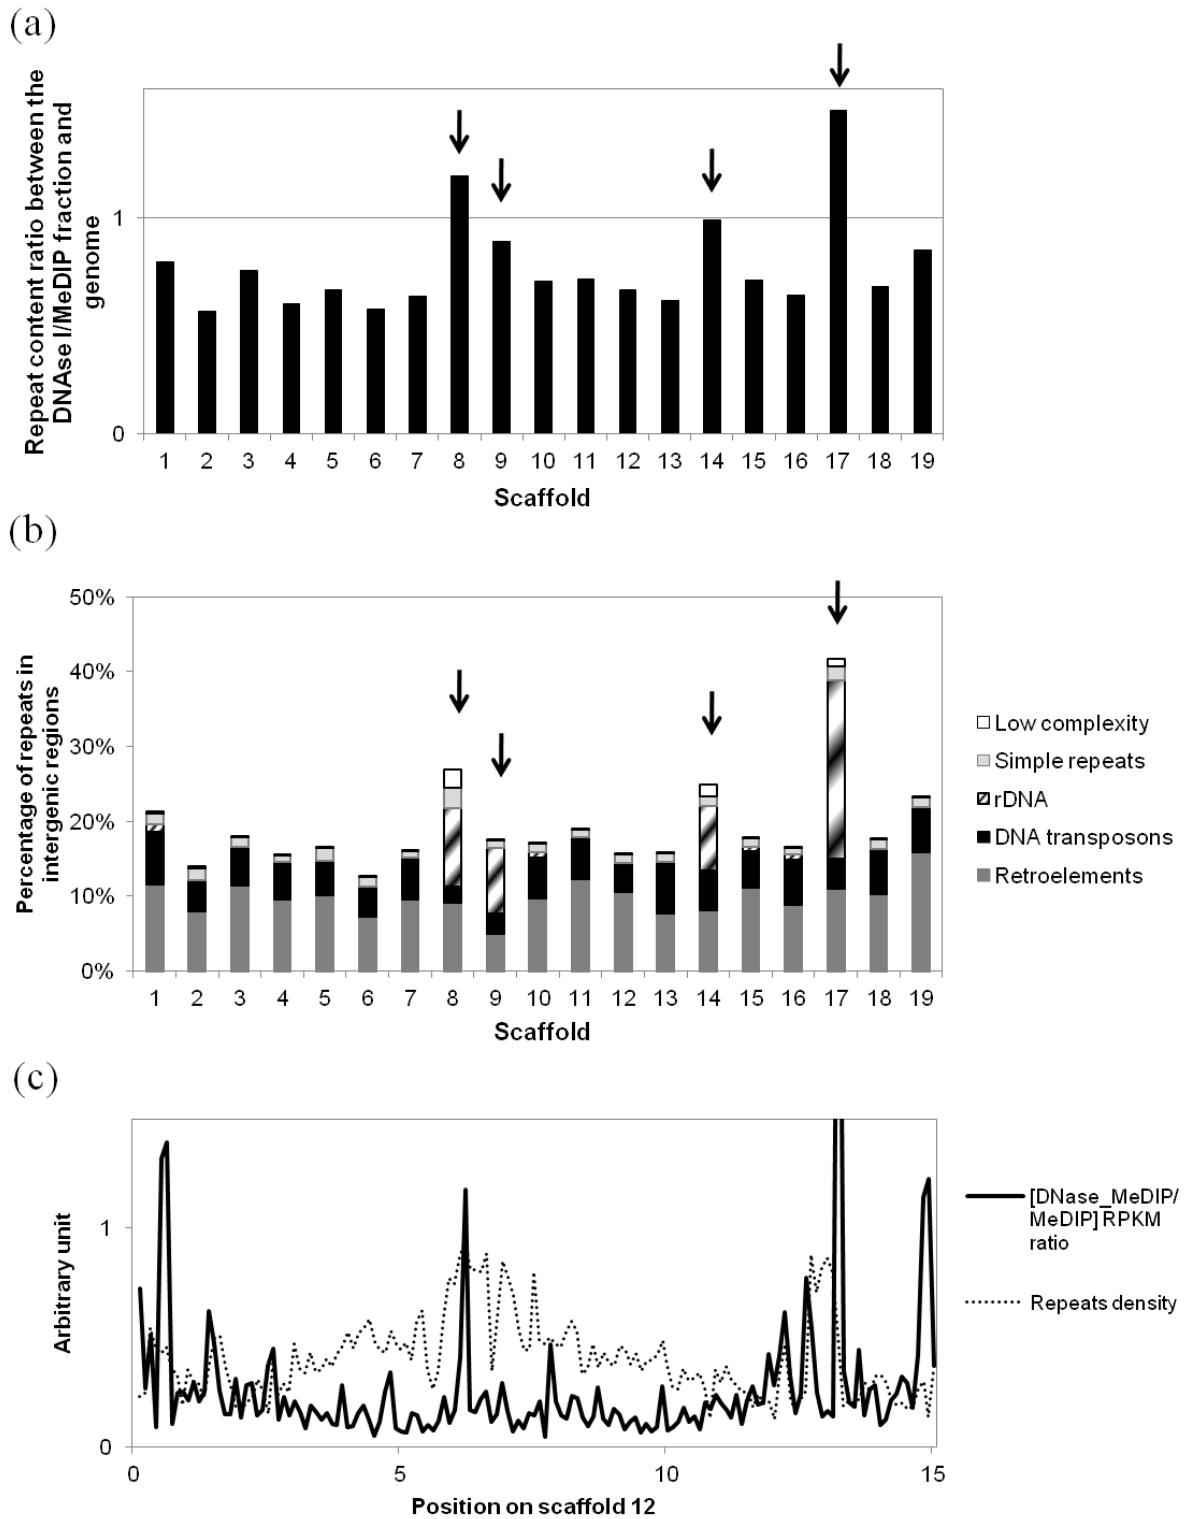 (a)
Repeat content ratio between the
DNAse I/MeDIP fraction and
genome
1
0
1 2 3 4 5 6 7 8 9 10 11 12 13 14 15 16 17 18 19
Scaffold
(b)
Percentage of repeats in
intergenic regions
50%
40%
30%
20%
10%
0%
1 2 3 4 5 6 7 8 9 10 11 12 13 14 15 16 17 18 19
Scaffold
Low complexity
Simple repeats
rDNA
DNA transposons
Retroelements
(c)
Arbitrary unit
1
0
0 5 10 15
Position on scaffold 12
[DNase_MeDIP/
MeDIP] RPKM
ratio
Repeats density